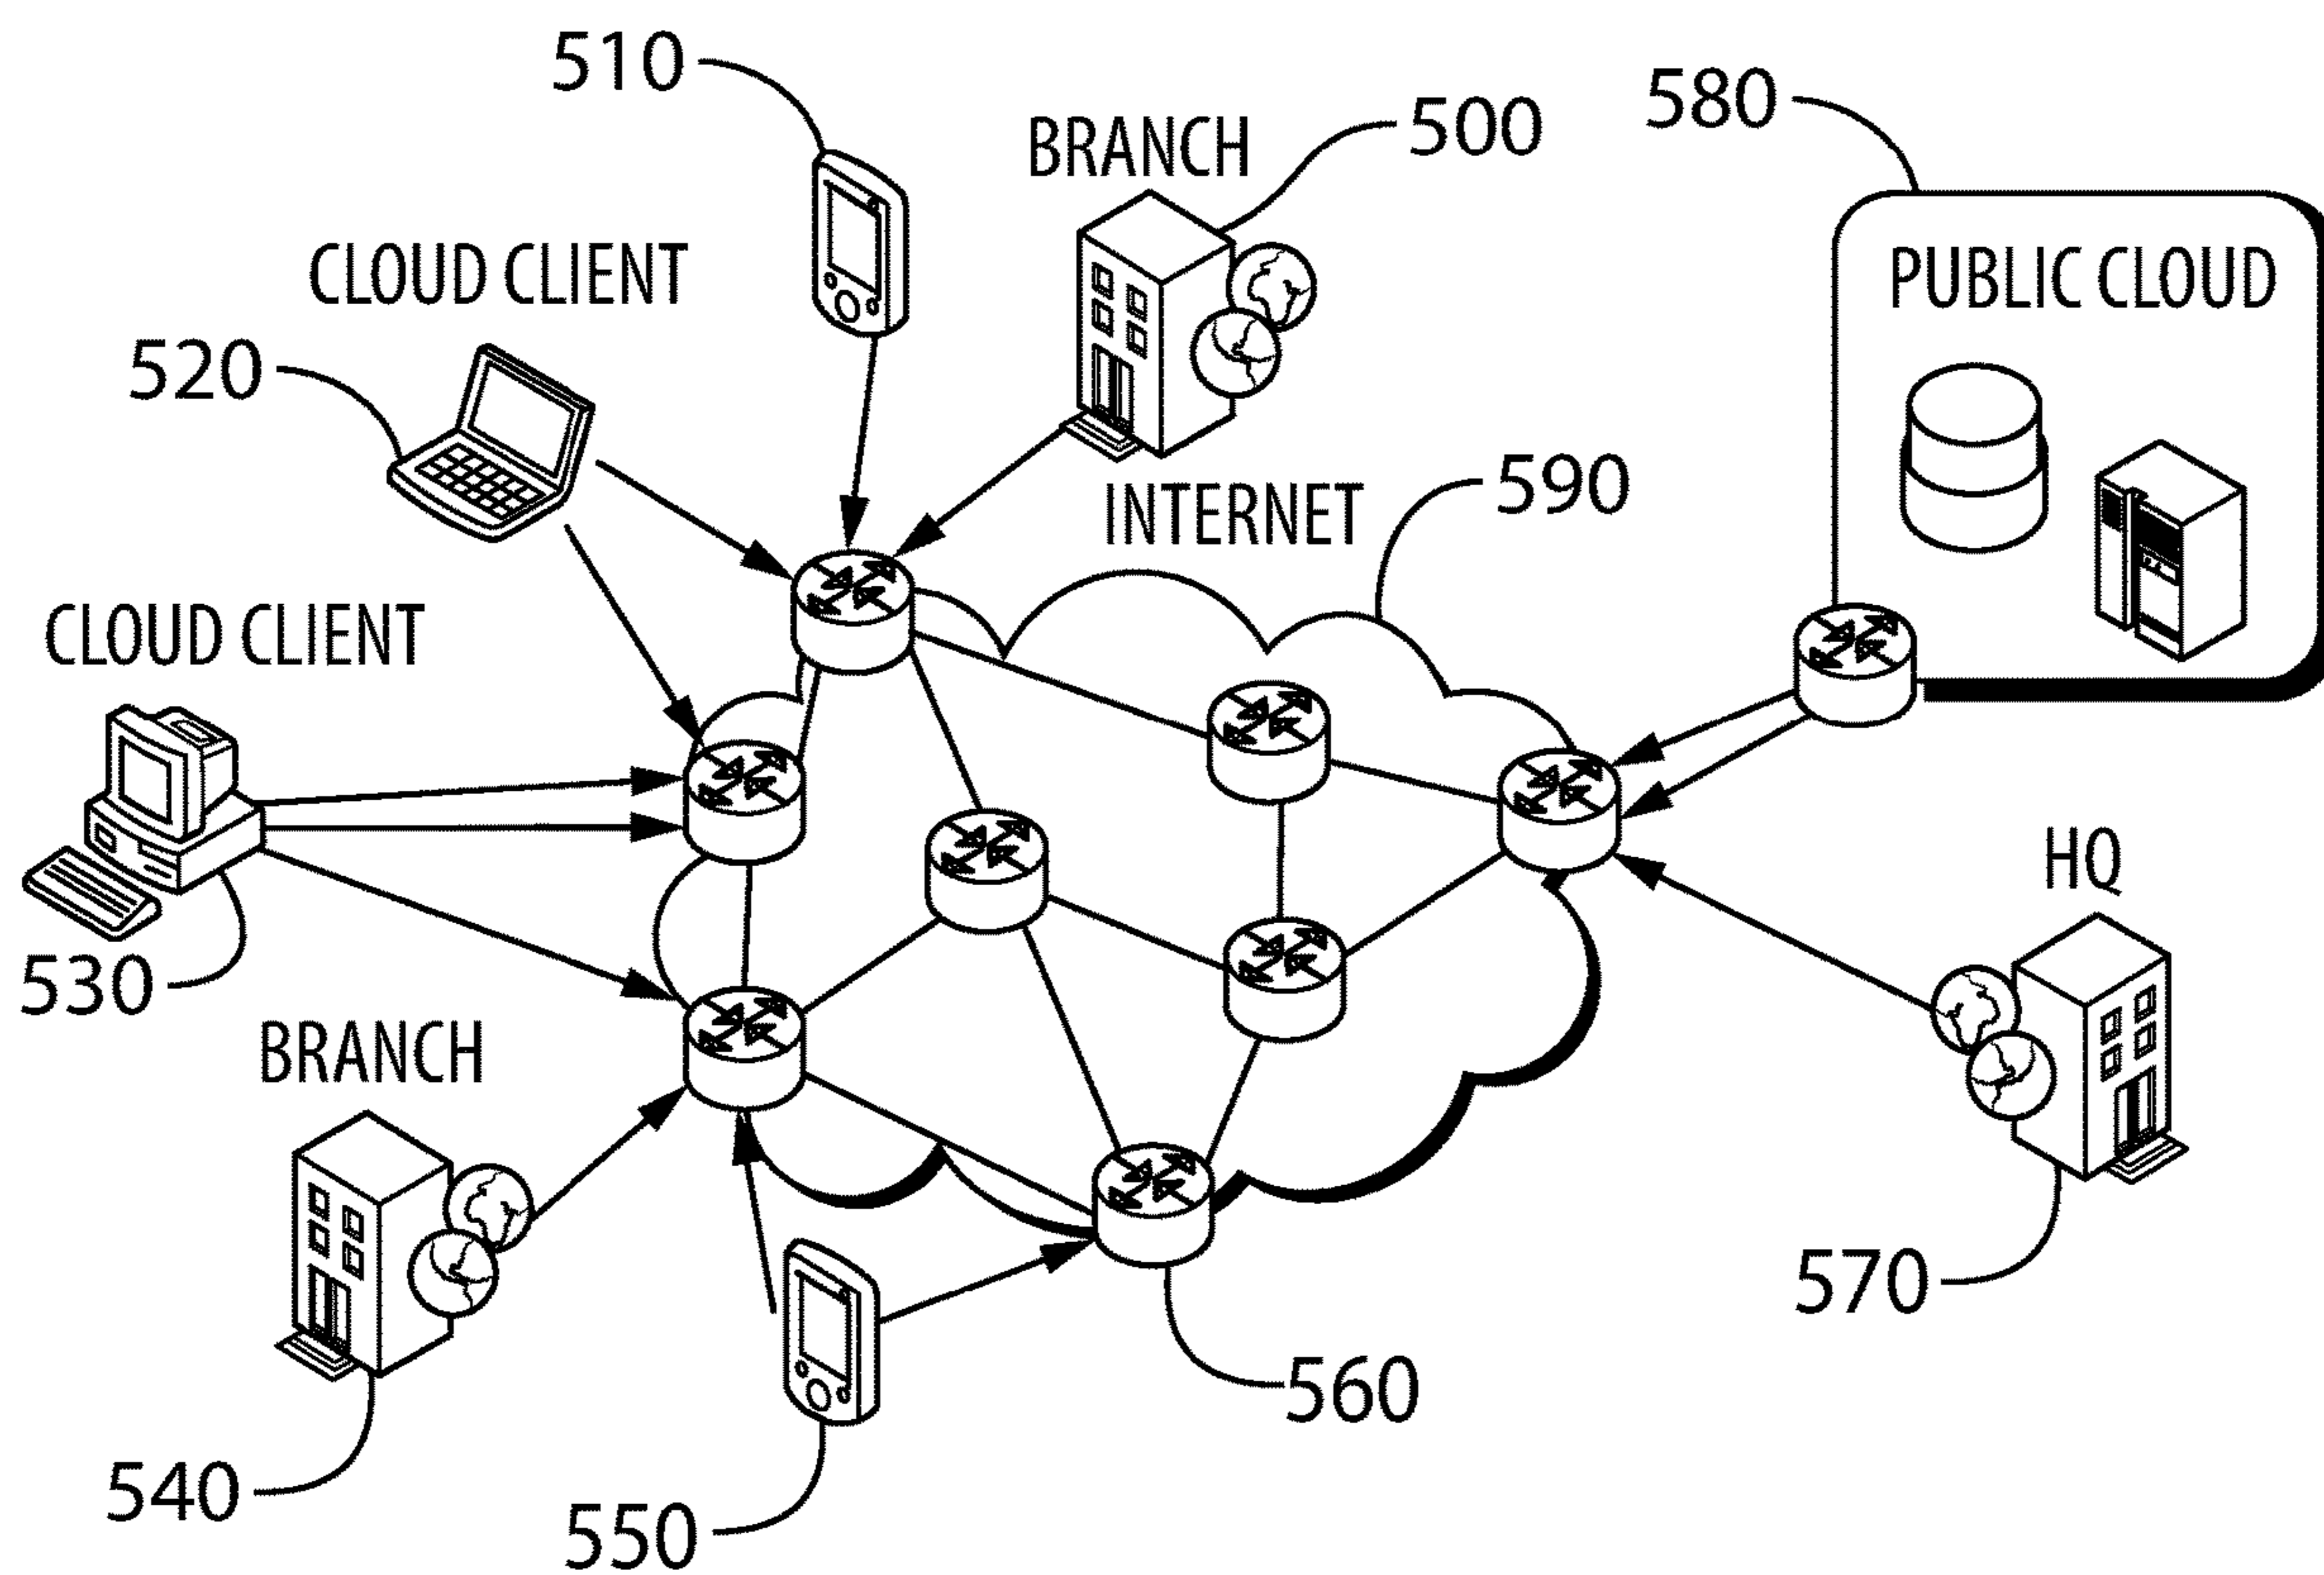 510
BRANCH
500
580
CLOUD CLIENT
PUBLIC CLOUD
520
INTERNET
590
CLOUD CLIENT
HQ
530
BRANCH
570
560
540
550